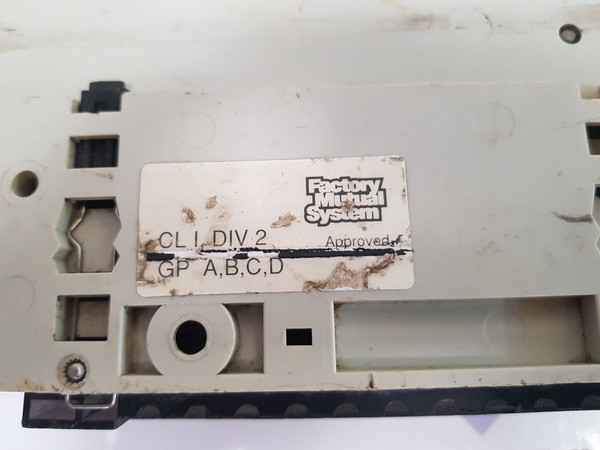 Factory
Mutual
System
CL I, DIV 2
Approved
GP A,B,C,D